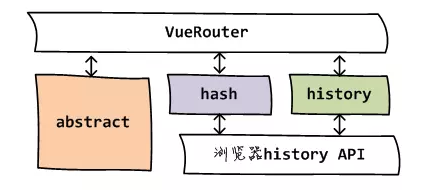 VueRouter
abstract
hash
history
浏览器history API